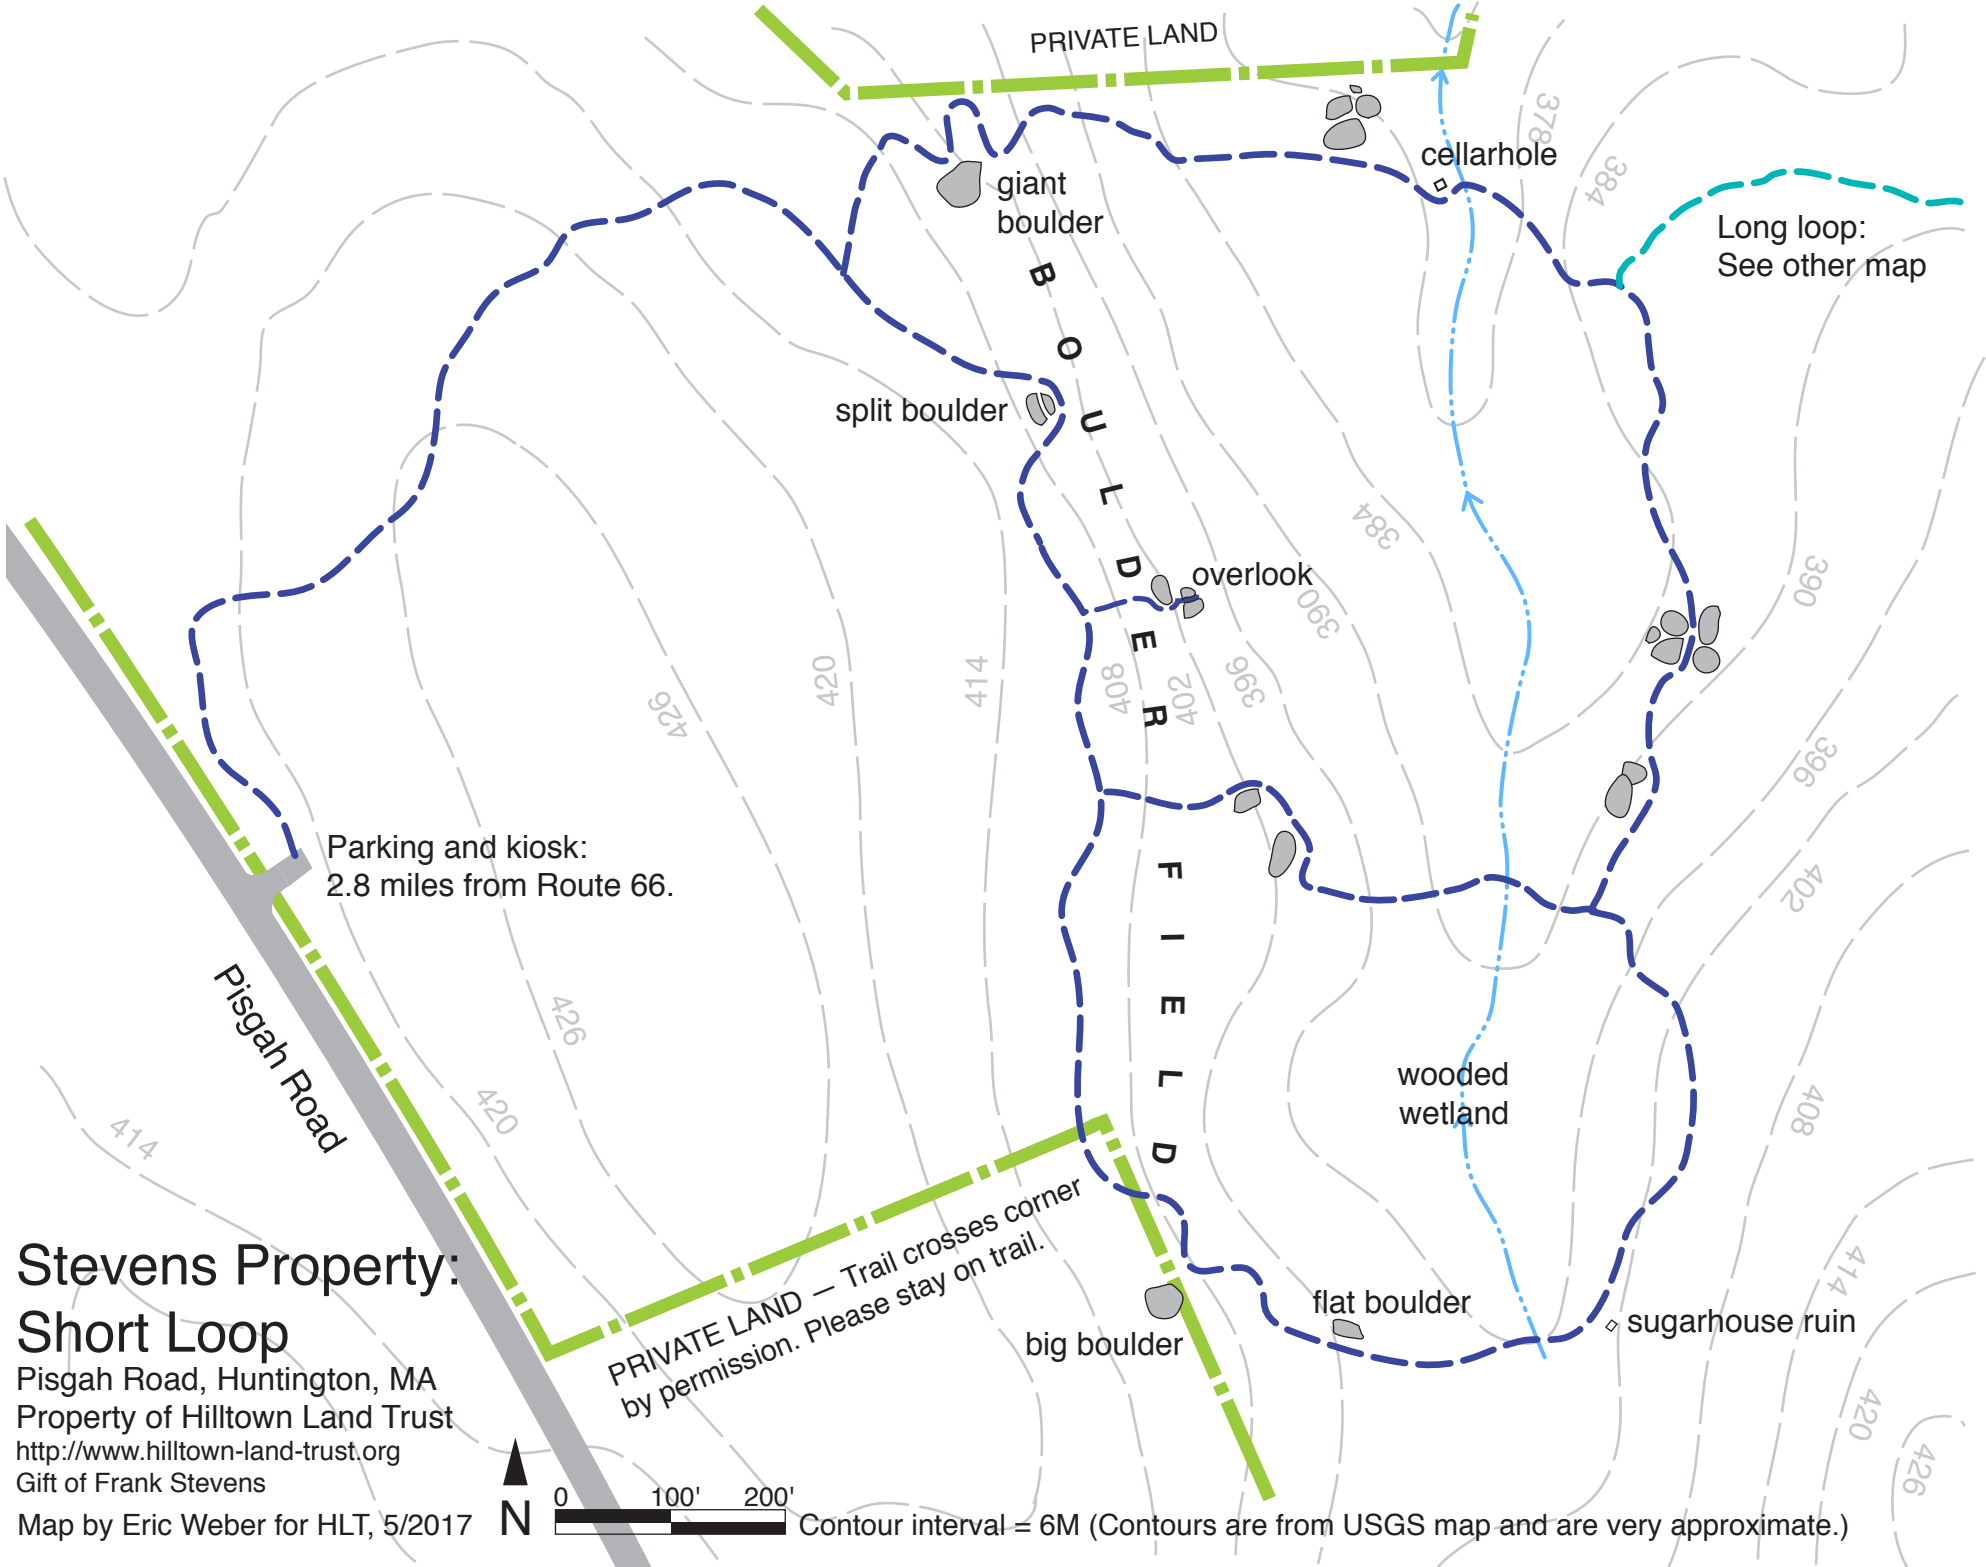 PRIVATE LAND
378
cellarhole
384
giant
boulder
Long loop:
See other map
BOULDER FIELD
split boulder
384
overlook
390
390
420
414
408
402
396
426
396
Parking and kiosk:
2.8 miles from Route 66.
402
Pisgah Road
426
wooded
wetland
420
408
414
PRIVATE LAND — Trail crosses corner
by permission. Please stay on trail.
414
big boulder
flat boulder
sugarhouse ruin
420
426
Stevens Property:
Short Loop
Pisgah Road, Huntington, MA
Property of Hilltown Land Trust
http://www.hilltown-land-trust.org
Gift of Frank Stevens
Map by Eric Weber for HLT, 5/2017
N
0 100' 200'
Contour interval = 6M (Contours are from USGS map and are very approximate.)